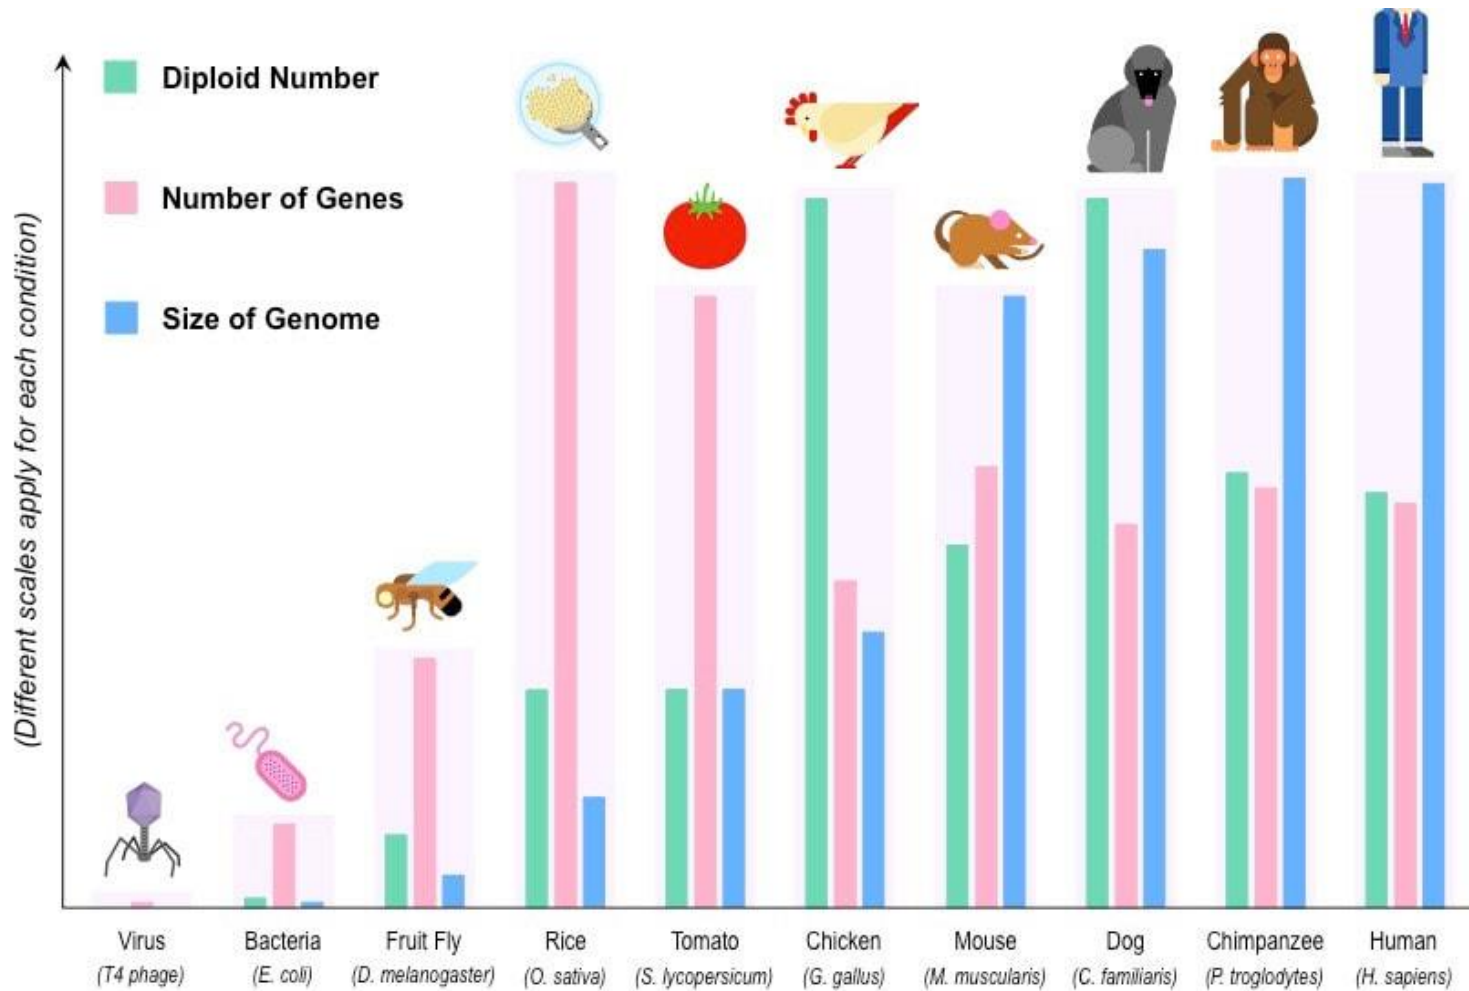 Diploid Number
Number of Genes
Size of Genome
(Different scales apply for each condition)
Virus
(T4 phage)
Bacteria
(E. coli)
Fruit Fly
(D. melanogaster)
Rice
(O. sativa)
Tomato
(S. lycopersicum)
Chicken
(G. gallus)
Mouse
(M. muscularis)
Dog
(C. familiaris)
Chimpanzee
(P. troglodytes)
Human
(H. sapiens)